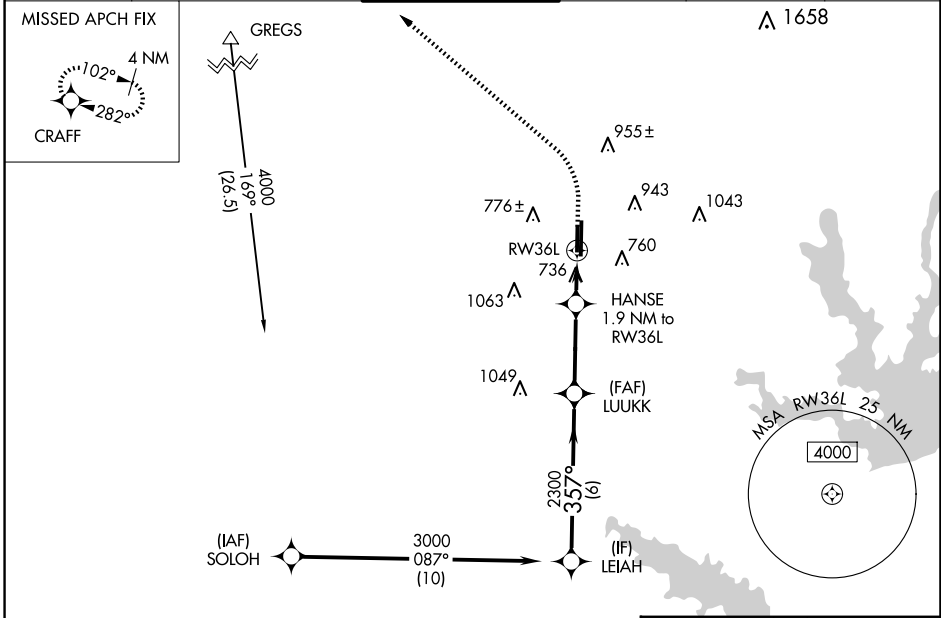 MISSED APCH FIX
4 NM
102°
282°
CRAFF
GREGS
4000
169°
(26.5)
1658
955±
943
1043
776±
RW36L
760
736
1063
HANSE
1.9 NM to
RW36L
1049
(FAF)
LUUKK
MSA RW36L 25 NM
4000
2300
357°
(6)
(IAF)
SOLOH
3000
087°
(10)
(IF)
LEIAH